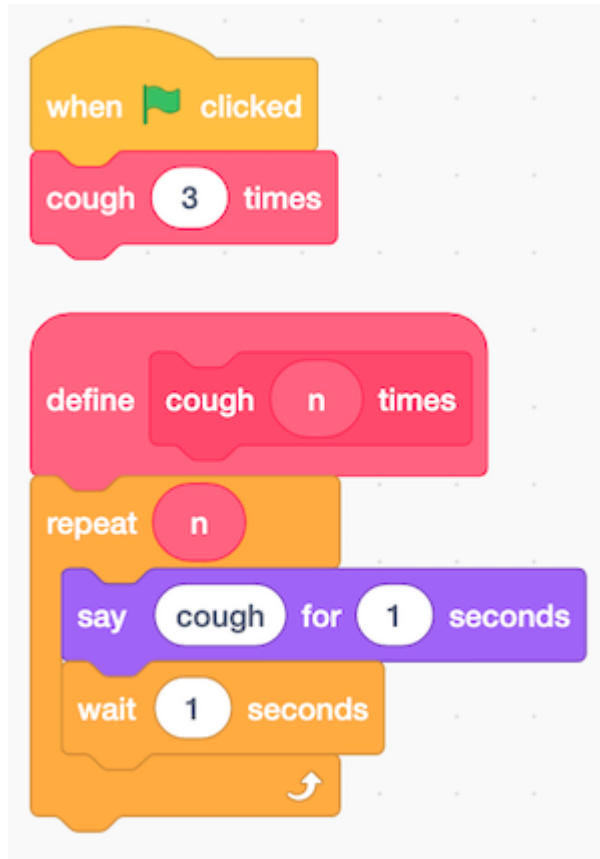 when clicked
cough 3 times
define cough n times
repeat n
say cough for 1 seconds
wait 1 seconds